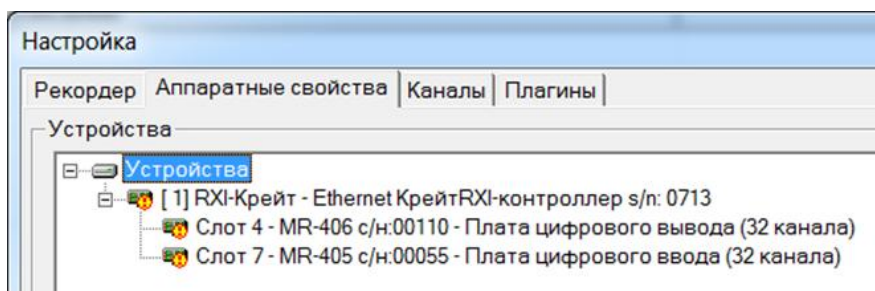 Настройка
Рекордер Аппаратные свойства Каналы Плагины
Устройства
Устройства
[ 1] RXI-Крейт - Ethernet КрейтRXI-контроллер s/n: 0713
Слот 4 - MR-406 с/н:00110 - Плата цифрового вывода (32 канала)
Слот 7 - MR-405 с/н:00055 - Плата цифрового ввода (32 канала)